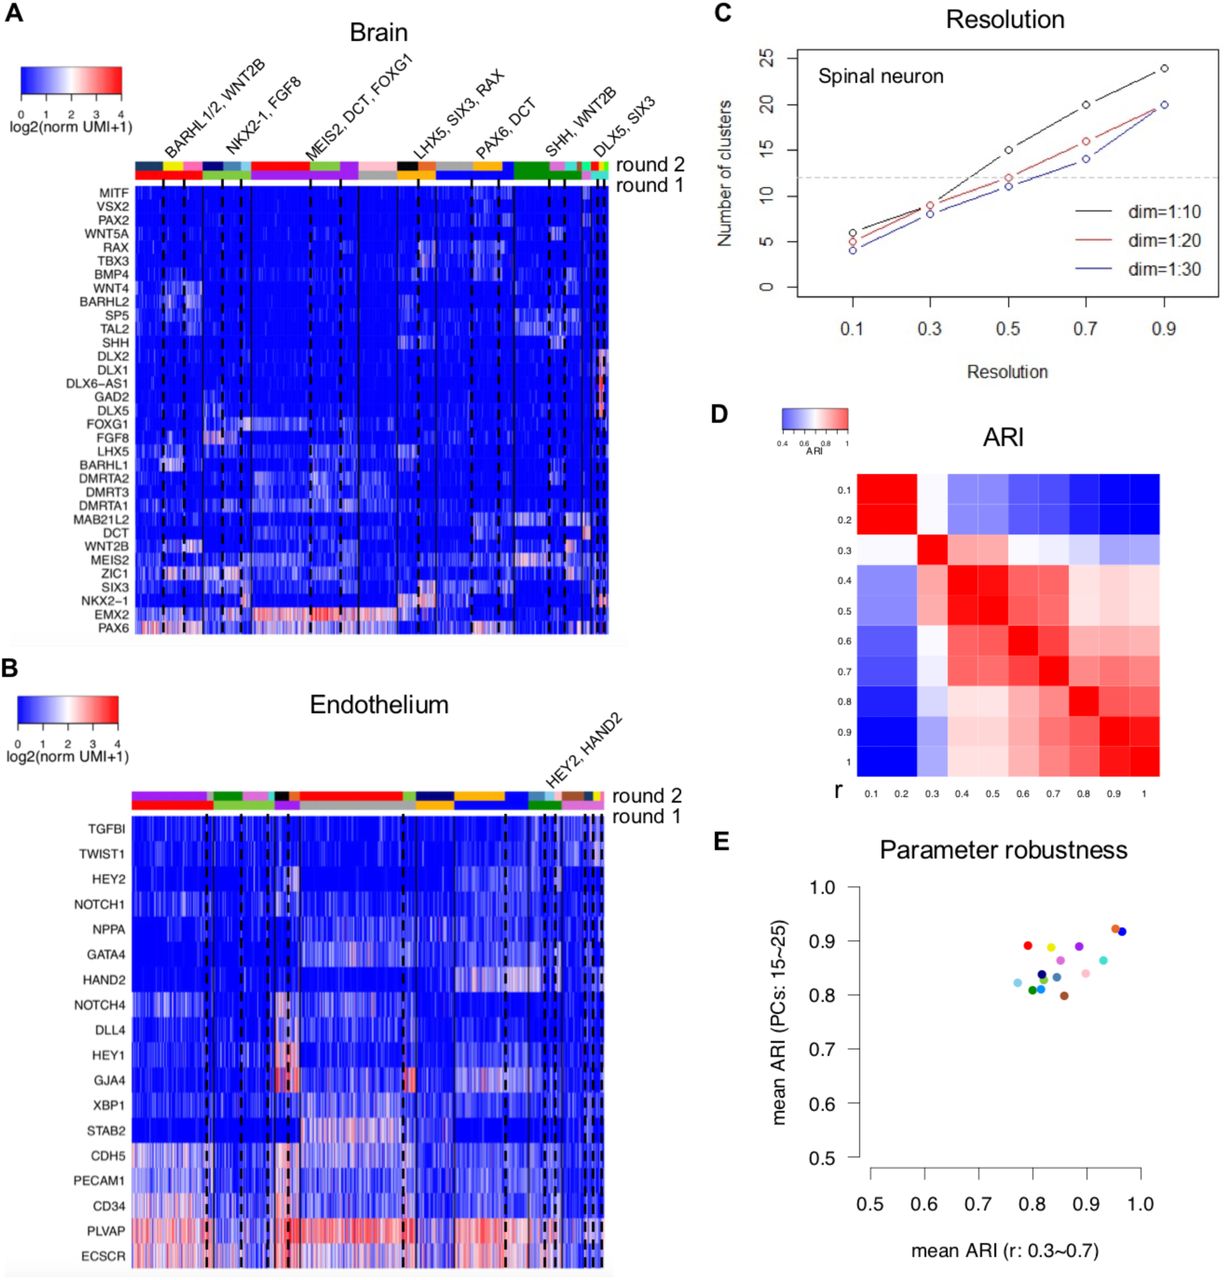 A
Brain
0 1 2 3 4
log2(norm UMI+1)
BARHL1/2, WNT2B
NKX2-1, FGF8
MEIS2, DCT, FOXG1
LHX5, SIX3, RAX
PAX6, DCT
SHH, WNT2B
DLX5, SIX3
round 2
round 1
MITF
VSX2
PAX2
WNT5A
RAX
TBX3
BMP4
WNT4
BARHL2
SP5
TAL2
SHH
DLX2
DLX1
DLX6-AS1
GAD2
DLX5
FOXG1
FGF8
LHX5
BARHL1
DMRTA2
DMRT3
DMRTA1
MAB21L2
DCT
WNT2B
MEIS2
ZIC1
SIX3
NKX2-1
EMX2
PAX6
B
Endothelium
0 1 2 3 4
log2(norm UMI+1)
HEY2, HAND2
round 2
round 1
TGFBI
TWIST1
HEY2
NOTCH1
NPPA
GATA4
HAND2
NOTCH4
DLL4
HEY1
GJA4
XBP1
STAB2
CDH5
PECAM1
CD34
PLVAP
ECSCR
C
Resolution
Spinal neuron
Number of clusters
25
20
15
10
5
0
dim=1:10
dim=1:20
dim=1:30
0.1 0.3 0.5 0.7 0.9
Resolution
D
0.4 0.6 0.8 1
ARI
ARI
0.1
0.2
0.3
0.4
0.5
0.6
0.7
0.8
0.9
1
r 0.1 0.2 0.3 0.4 0.5 0.6 0.7 0.8 0.9 1
E
Parameter robustness
mean ARI (PCs: 15~25)
1.0
0.9
0.8
0.7
0.6
0.5
0.5 0.6 0.7 0.8 0.9 1.0
mean ARI (r: 0.3~0.7)